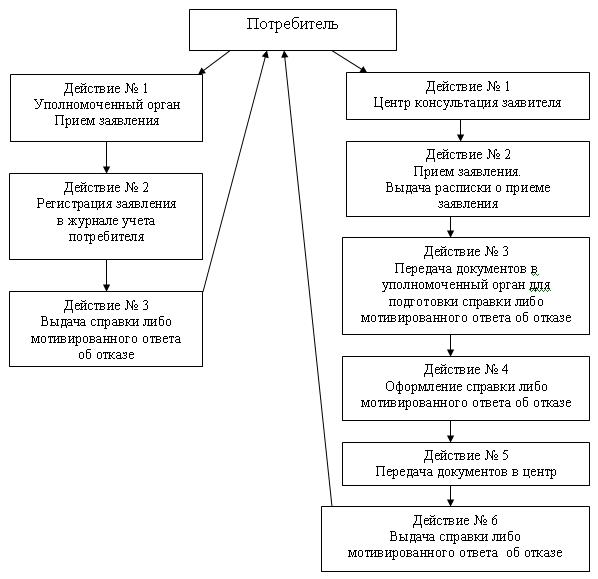 Потребитель
Действие № 1
Уполномоченный орган
Прием заявления
Действие № 2
Регистрация заявления
в журнале учета
потребителя
Действие № 3
Выдача справки либо
мотивированного ответа
об отказе
Действие № 1
Центр консультация заявителя
Действие № 2
Прием заявления.
Выдача расписки о приеме
заявления
Действие № 3
Передача документов в
уполномоченный орган для
подготовки справки либо
мотивированного ответа об отказе
Действие № 4
Оформление справки либо
мотивированного ответа об отказе
Действие № 5
Передача документов в центр
Действие № 6
Выдача справки либо
мотивированного ответа об отказе